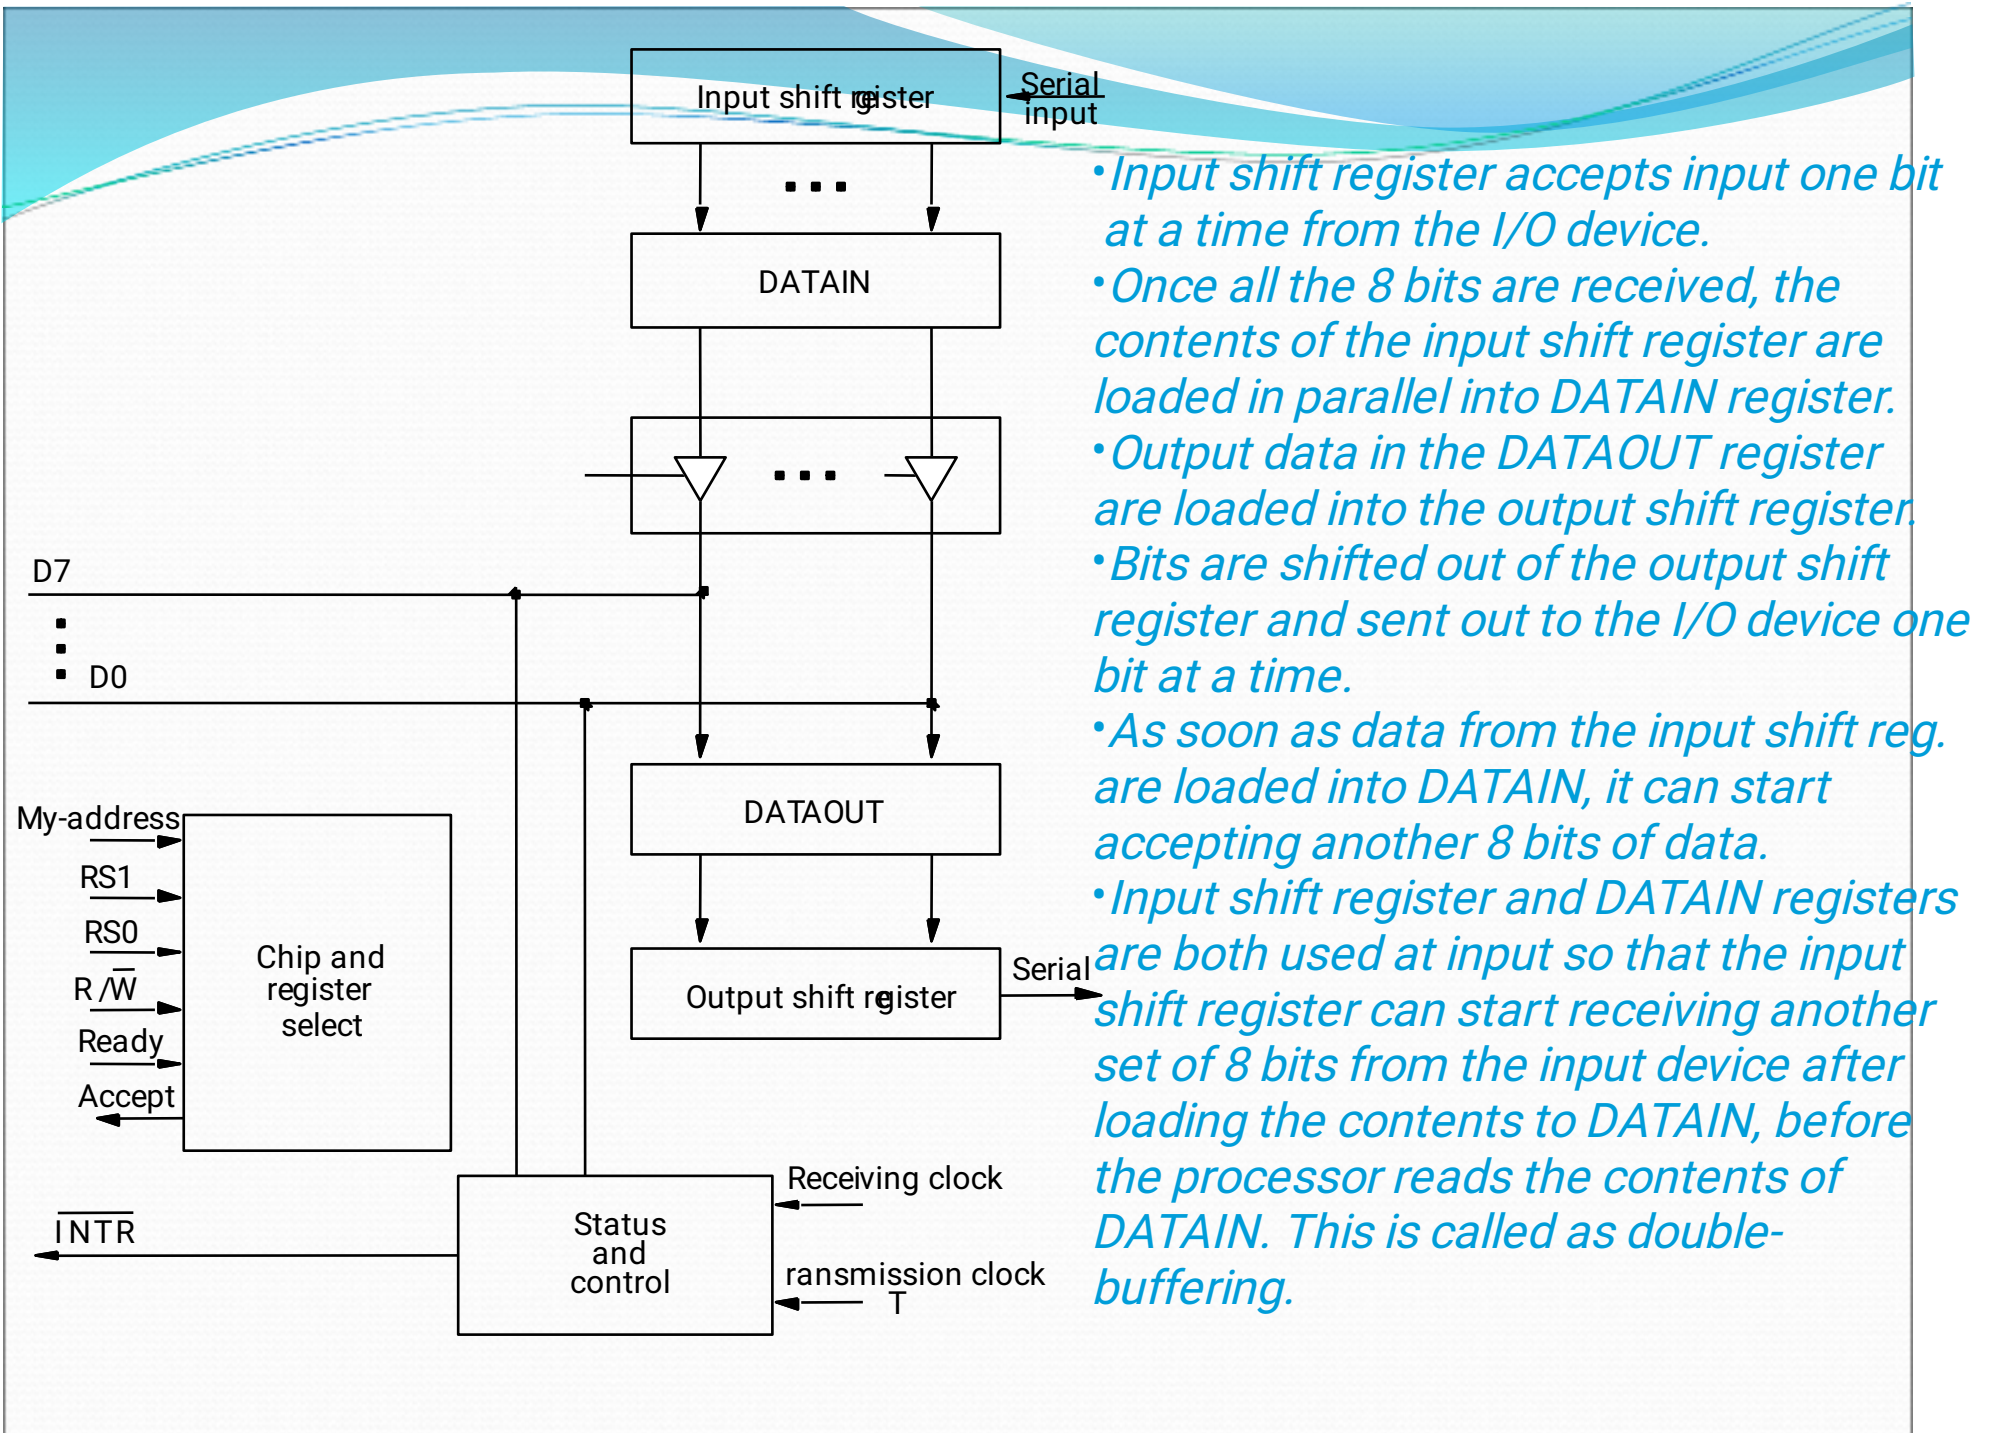 Input shift register
Serial
input
DATAIN
D7
D0
DATAOUT
My-address
RS1
RS0
R /W̅
Ready
Accept
Chip and
register
select
Output shift register
Serial
Receiving clock
Status
and
control
ransmission clock
T
I̅N̅T̅R̅
•Input shift register accepts input one bit
at a time from the I/O device.
•Once all the 8 bits are received, the
contents of the input shift register are
loaded in parallel into DATAIN register.
•Output data in the DATAOUT register
are loaded into the output shift register.
•Bits are shifted out of the output shift
register and sent out to the I/O device one
bit at a time.
•As soon as data from the input shift reg.
are loaded into DATAIN, it can start
accepting another 8 bits of data.
•Input shift register and DATAIN registers
are both used at input so that the input
shift register can start receiving another
set of 8 bits from the input device after
loading the contents to DATAIN, before
the processor reads the contents of
DATAIN. This is called as double-
buffering.